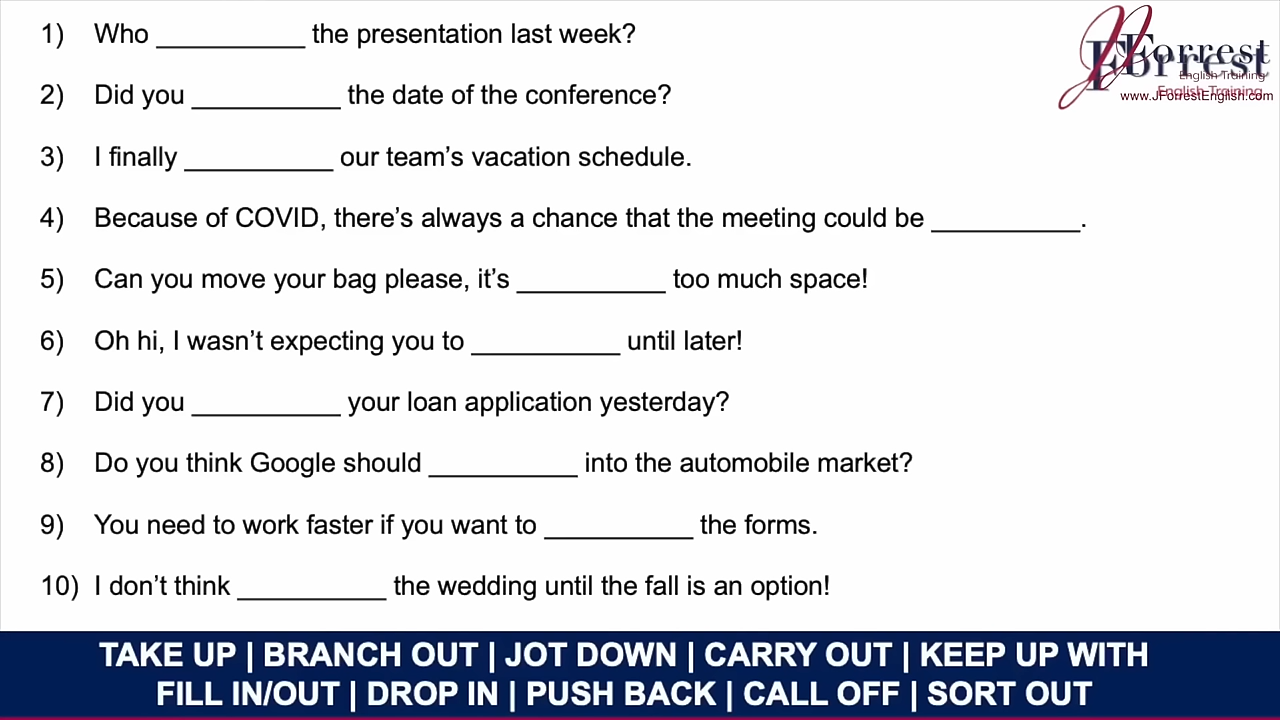 1) Who __________ the presentation last week?
2) Did you __________ the date of the conference?
3) I finally __________ our team’s vacation schedule.
4) Because of COVID, there’s always a chance that the meeting could be __________.
5) Can you move your bag please, it’s __________ too much space!
6) Oh hi, I wasn’t expecting you to __________ until later!
7) Did you __________ your loan application yesterday?
8) Do you think Google should __________ into the automobile market?
9) You need to work faster if you want to __________ the forms.
10) I don’t think __________ the wedding until the fall is an option!
JForrest
English Training
www.JForrestEnglish.com
TAKE UP | BRANCH OUT | JOT DOWN | CARRY OUT | KEEP UP WITH
FILL IN/OUT | DROP IN | PUSH BACK | CALL OFF | SORT OUT